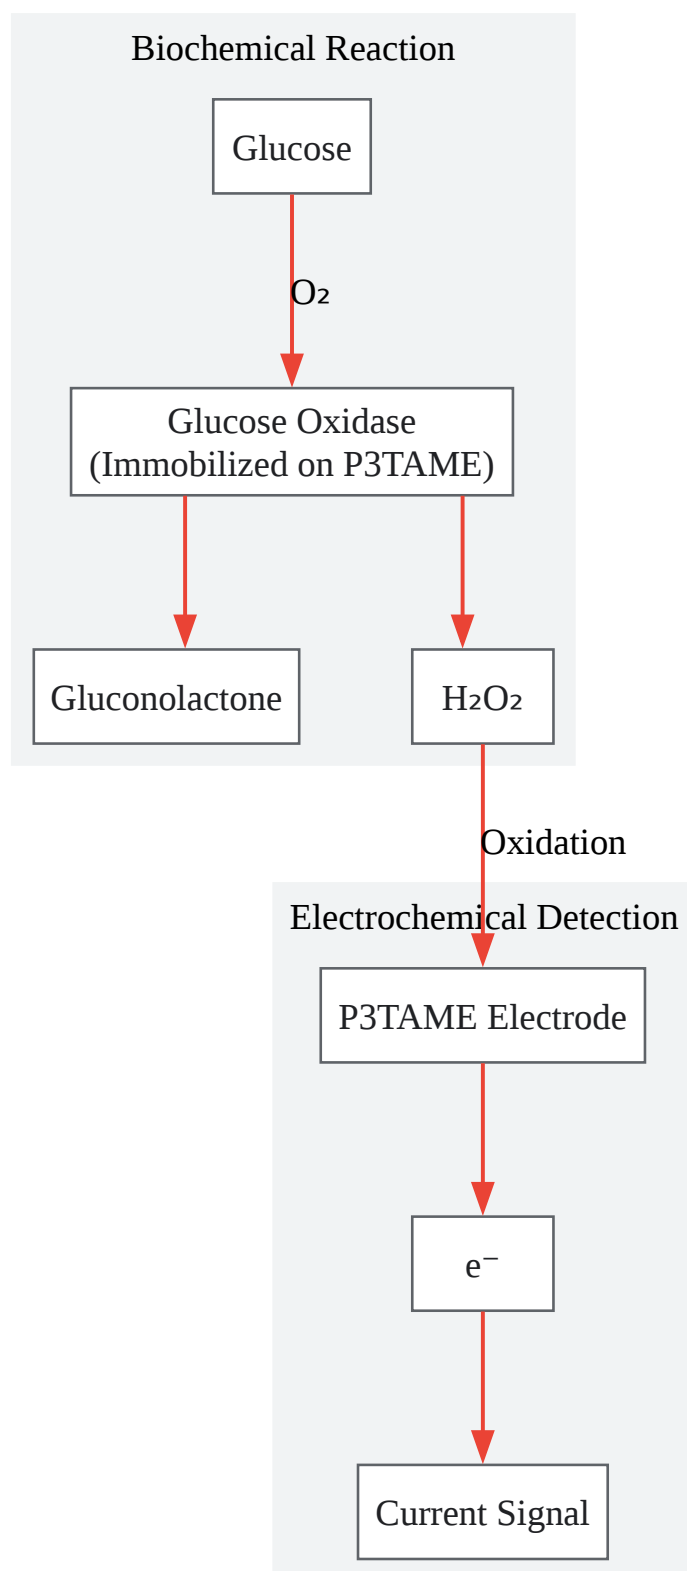 Biochemical Reaction
Glucose
O₂
Glucose Oxidase
(Immobilized on P3TAME)
Gluconolactone
H₂O₂
Oxidation
Electrochemical Detection
P3TAME Electrode
e⁻
Current Signal